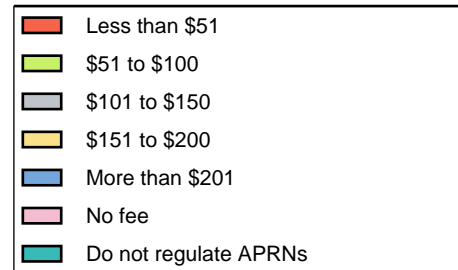 Less than $51
$51 to $100
$101 to $150
$151 to $200
More than $201
No fee
Do not regulate APRNs